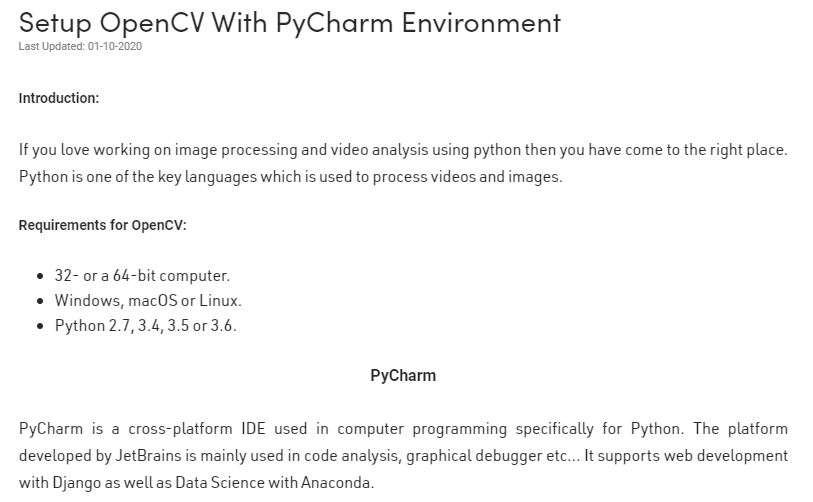 Setup OpenCV With PyCharm Environment
Last Updated: 01-10-2020
Introduction:
If you love working on image processing and video analysis using python then you have come to the right place.
Python is one of the key languages which is used to process videos and images.
Requirements for OpenCV:
• 32- or a 64-bit computer.
• Windows, macOS or Linux.
• Python 2.7, 3.4, 3.5 or 3.6.
PyCharm
PyCharm is a cross-platform IDE used in computer programming specifically for Python. The platform
developed by JetBrains is mainly used in code analysis, graphical debugger etc... It supports web development
with Django as well as Data Science with Anaconda.